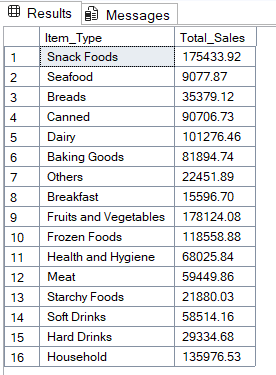 Results Messages
Item_Type Total_Sales
1 Snack Foods 175433.92
2 Seafood 9077.87
3 Breads 35379.12
4 Canned 90706.73
5 Dairy 101276.46
6 Baking Goods 81894.74
7 Others 22451.89
8 Breakfast 15596.70
9 Fruits and Vegetables 178124.08
10 Frozen Foods 118558.88
11 Health and Hygiene 68025.84
12 Meat 59449.86
13 Starchy Foods 21880.03
14 Soft Drinks 58514.16
15 Hard Drinks 29334.68
16 Household 135976.53